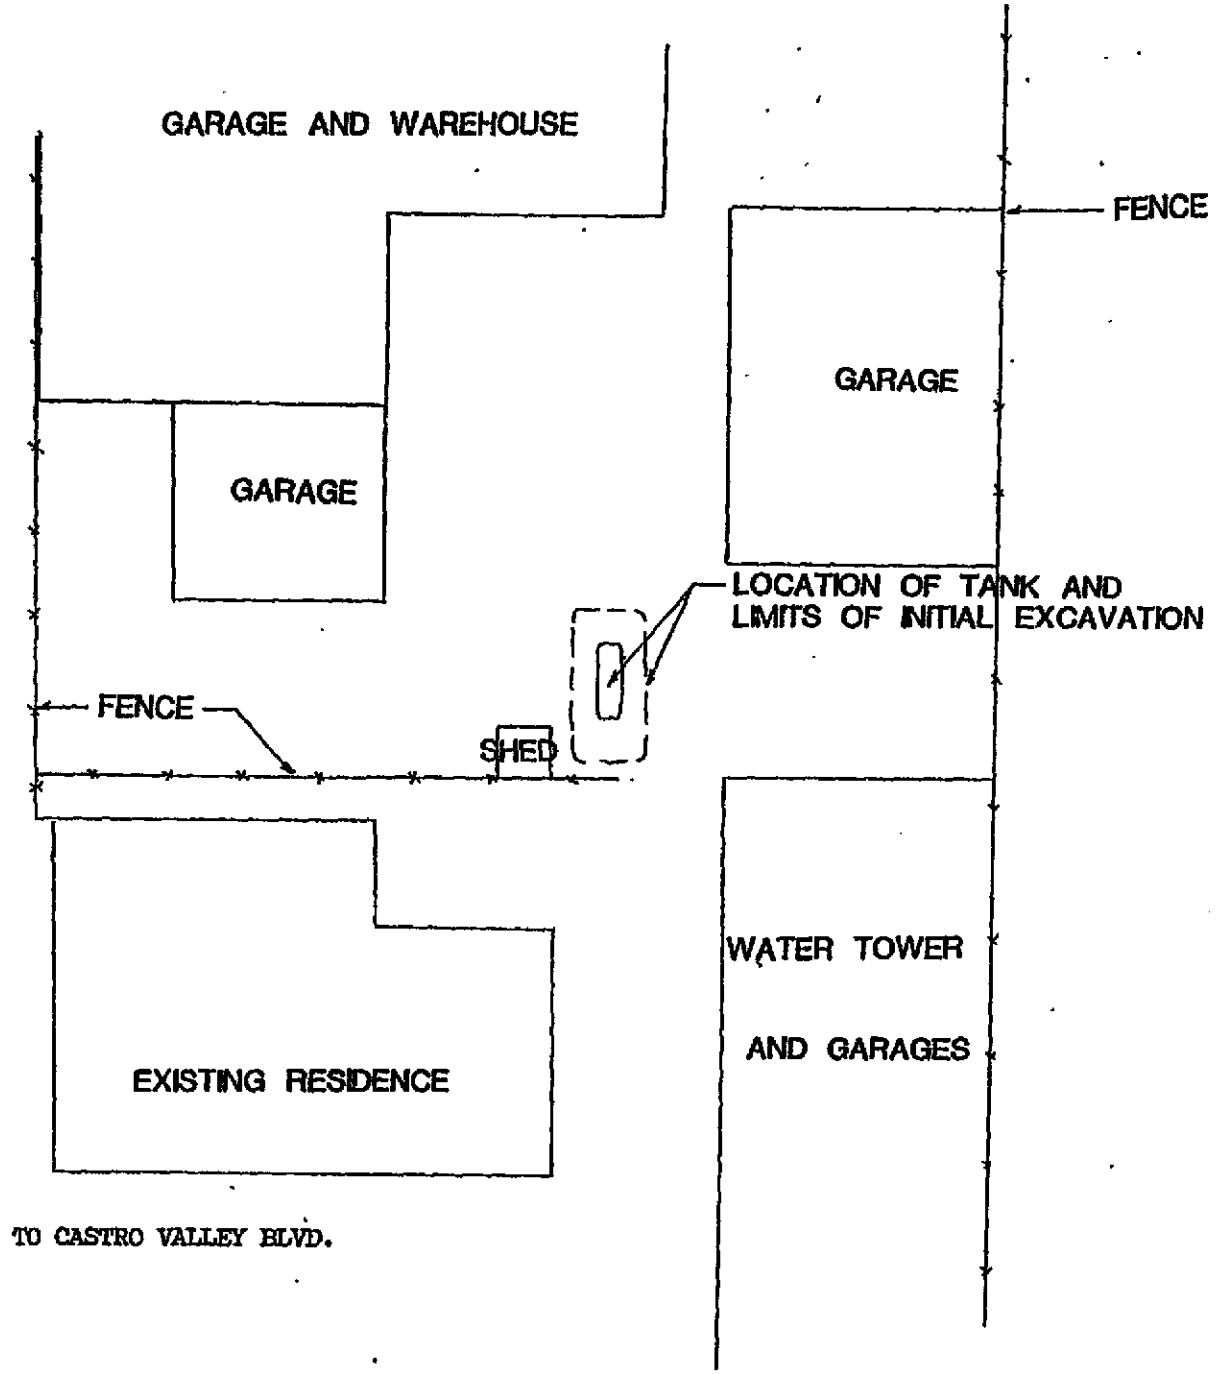 GARAGE AND WAREHOUSE
FENCE
GARAGE
GARAGE
LOCATION OF TANK AND
LIMITS OF INITIAL EXCAVATION
FENCE
SHED
WATER TOWER
AND GARAGES
EXISTING RESIDENCE
TO CASTRO VALLEY BLVD.